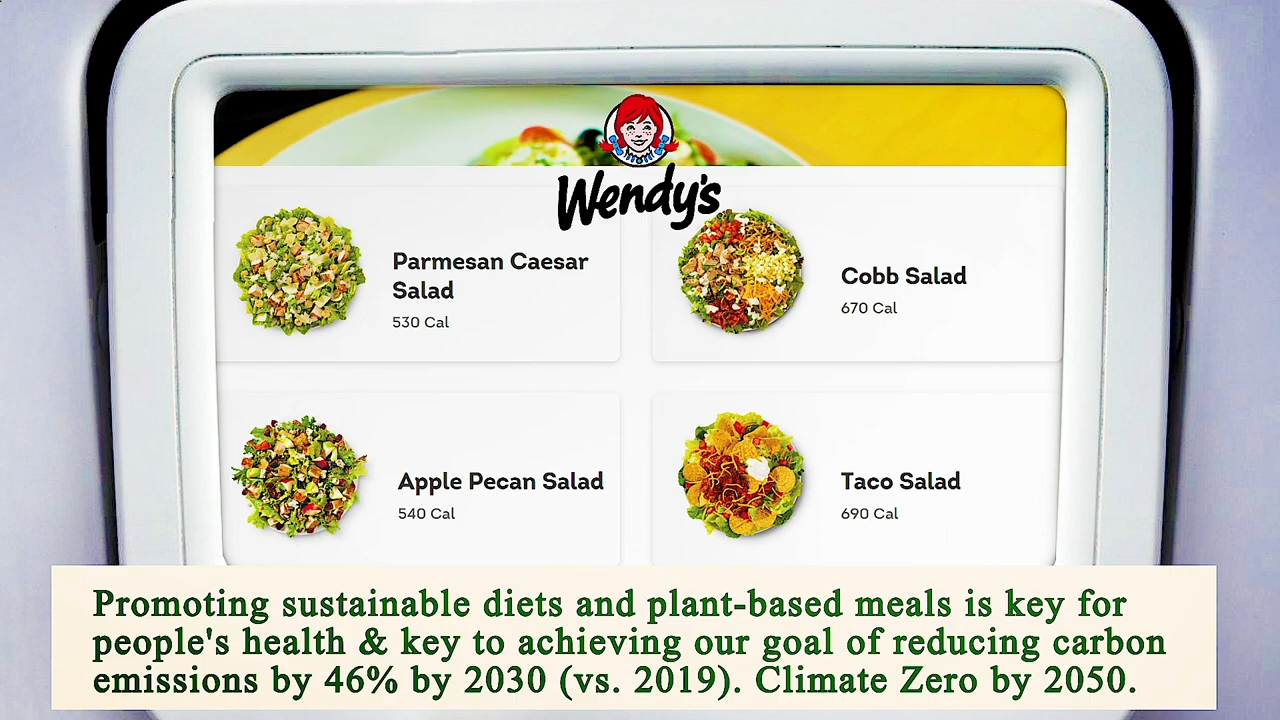 Wendy's
Parmesan Caesar
Salad
530 Cal
Cobb Salad
670 Cal
Apple Pecan Salad
540 Cal
Taco Salad
690 Cal
Promoting sustainable diets and plant-based meals is key for
people's health & key to achieving our goal of reducing carbon
emissions by 46% by 2030 (vs. 2019). Climate Zero by 2050.